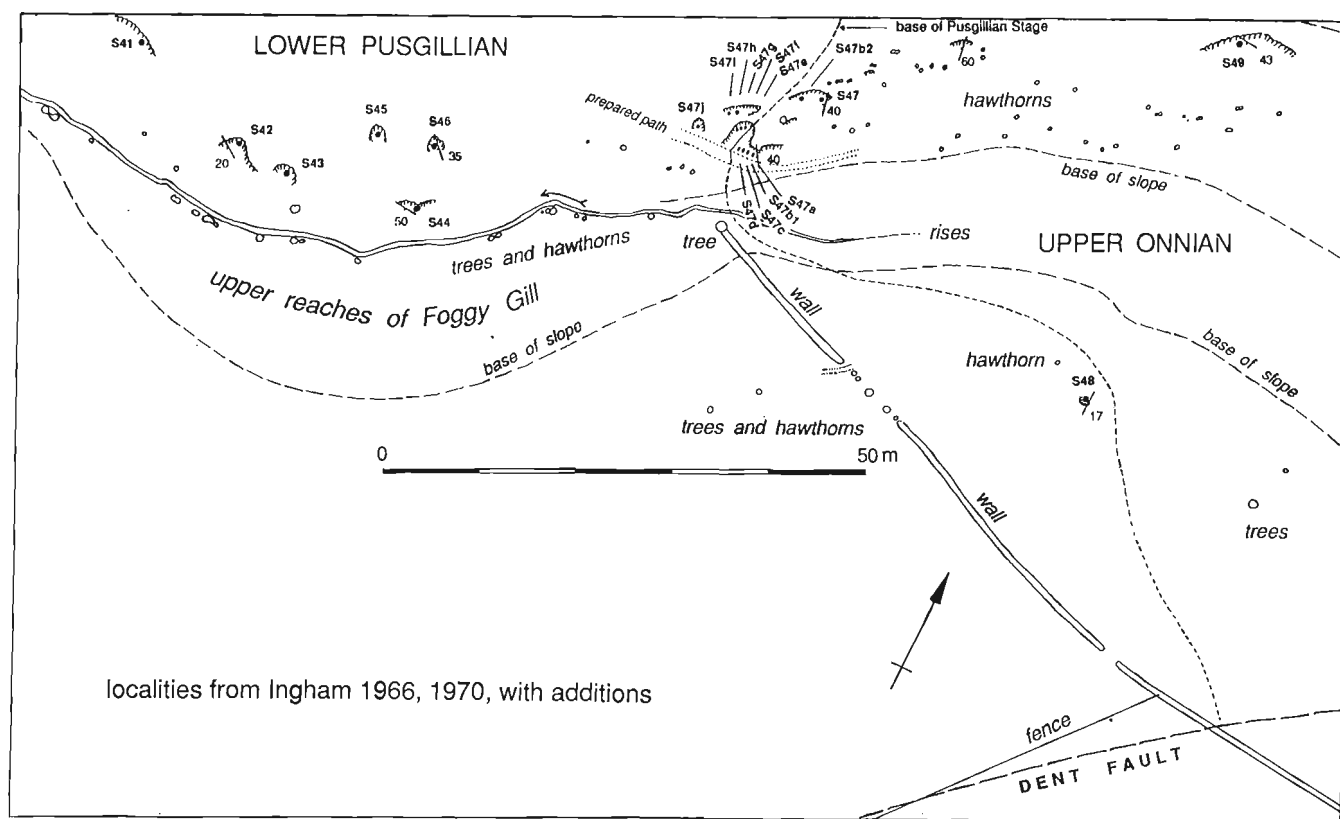 base of Pusgillian Stage
S41
LOWER PUSGILLIAN
S47i
S47h
S47g
S47f
S47e
S47b2
60
S49
43
S45
S46
S47j
S47
40
hawthorns
prepared path
S42
20
S43
35
40
base of slope
50
S44
S47d
S47c
S47b1
S47a
trees and hawthorns
tree
rises
UPPER ONNIAN
upper reaches of Foggy Gill
wall
base of slope
hawthorn
S48
17
base of slope
trees and hawthorns
0
50 m
wall
trees
localities from Ingham 1966, 1970, with additions
fence
DENT FAULT